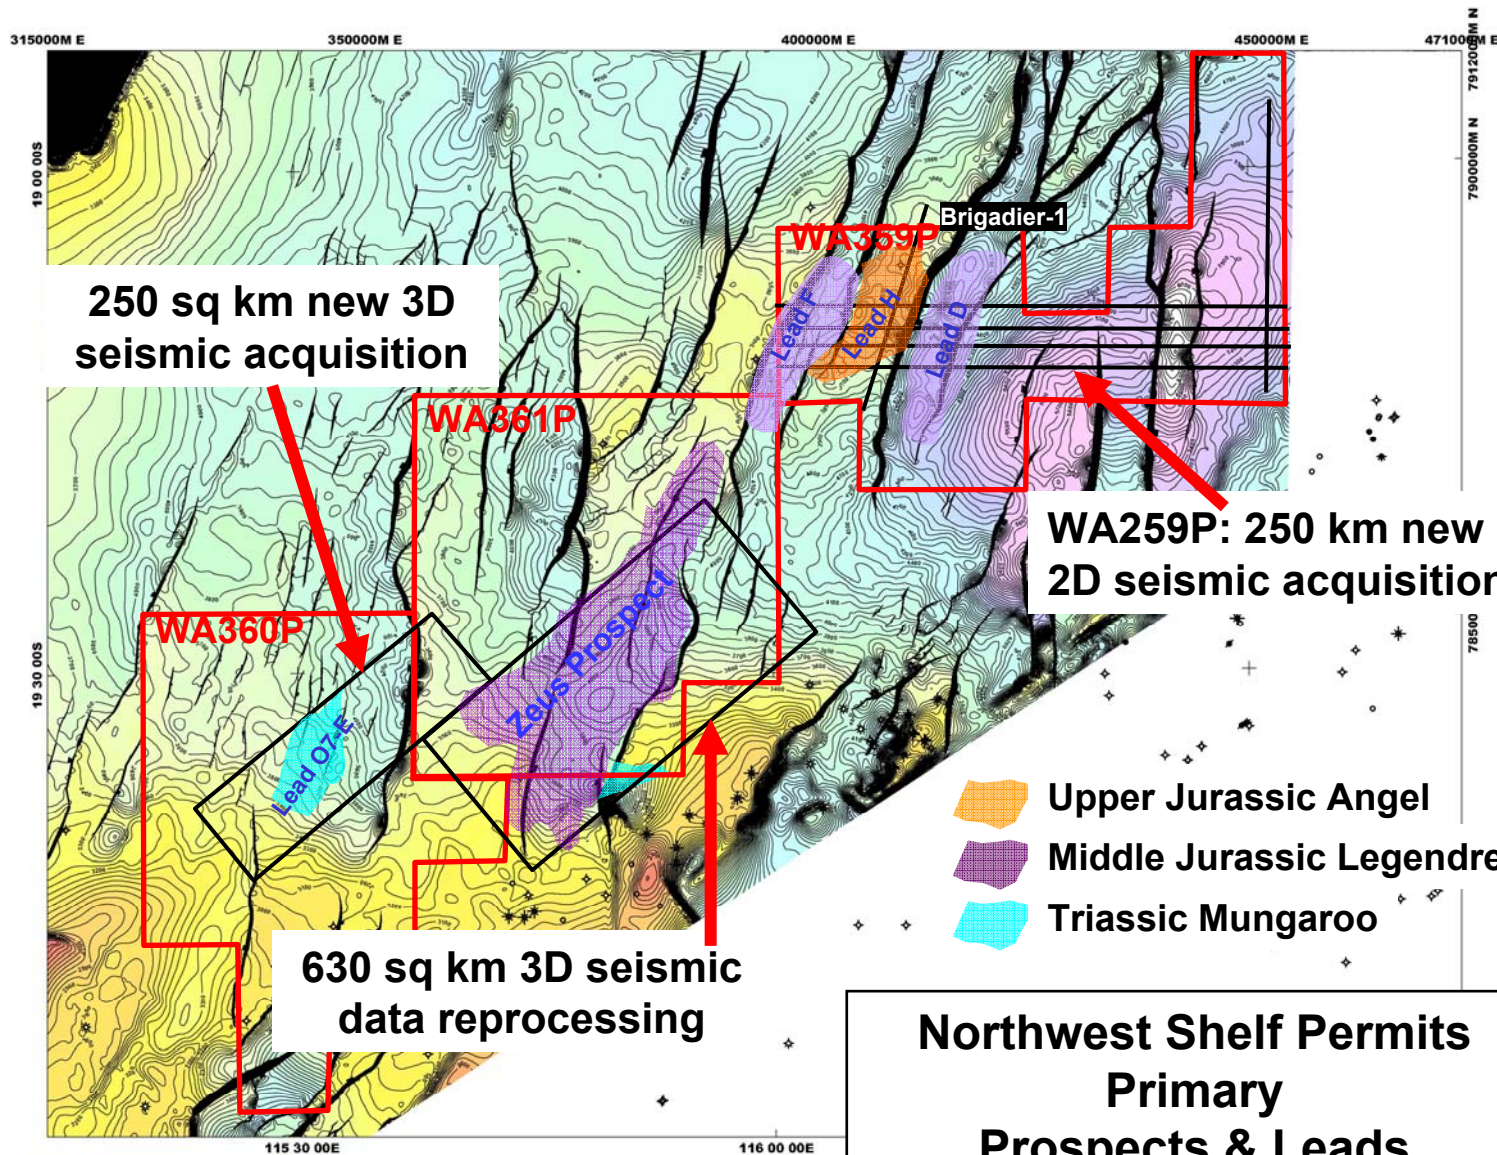 315000M E 350000M E 400000M E 450000M E 471000M E
7912000M N
7900000M N
19 00 00S
Brigadier-1
WA359P
250 sq km new 3D
seismic acquisition
Lead F
Lead H
Lead D
WA361P
WA259P: 250 km new
2D seismic acquisition
WA360P
78500
19 30 00S
Zeus Prospect
Lead O7-E
Upper Jurassic Angel
Middle Jurassic Legendre
Triassic Mungaroo
630 sq km 3D seismic
data reprocessing
Northwest Shelf Permits
Primary
Prospects & Leads
115 30 00E 116 00 00E